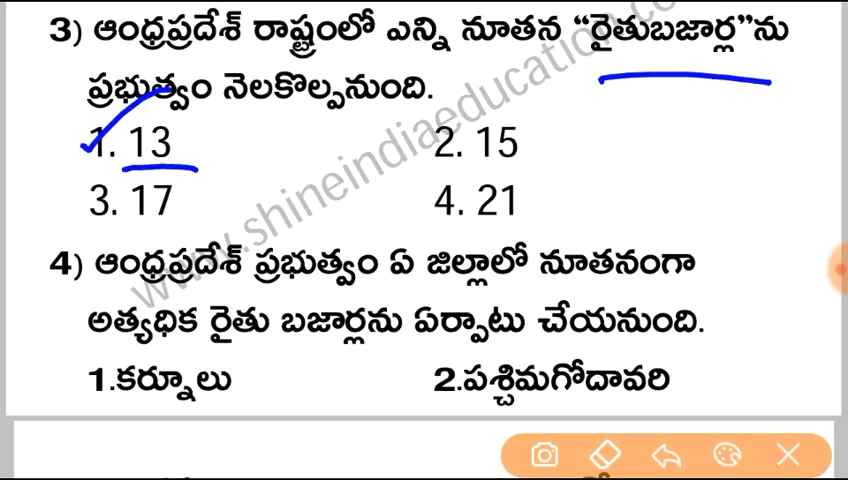 3) ఆంధ్రప్రదేశ్ రాష్ట్రంలో ఎన్ని నూతన "రైతుబజార్ల"ను
ప్రభుత్వం నెలకొల్పనుంది.
1. 13 2. 15
3. 17 4. 21
www.shineindiaeducation.co
4) ఆంధ్రప్రదేశ్ ప్రభుత్వం ఏ జిల్లాలో నూతనంగా
అత్యధిక రైతు బజార్లను ఏర్పాటు చేయనుంది.
1.కర్నూలు 2.పశ్చిమగోదావరి